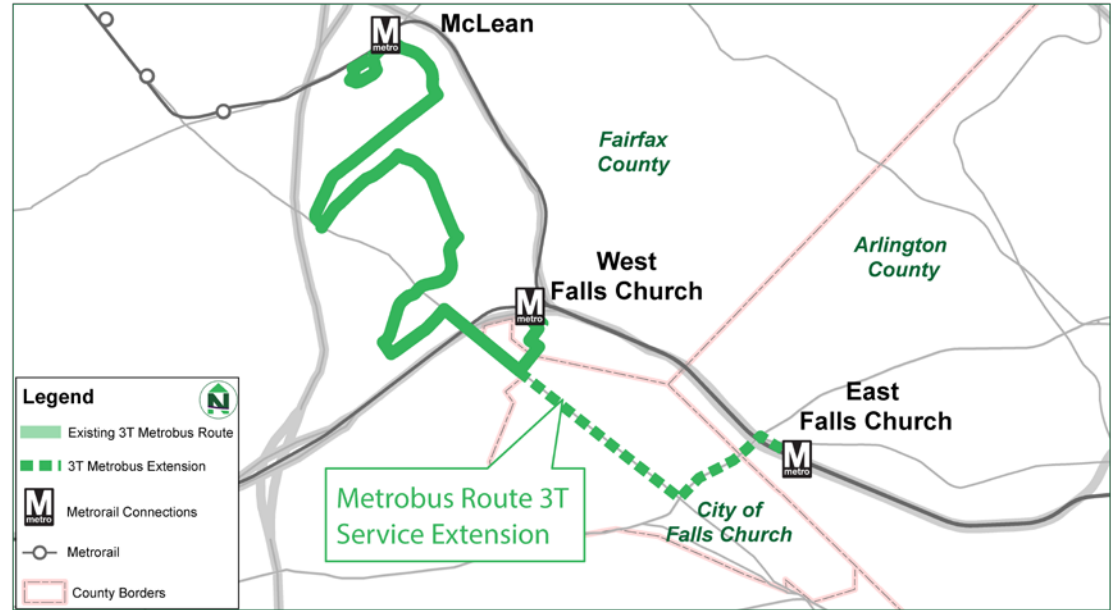 M
metro
McLean
Fairfax
County
Arlington
County
West
Falls Church
M
metro
East
Falls Church
M
metro
City of
Falls Church
Metrobus Route 3T
Service Extension
Legend
N
Existing 3T Metrobus Route
3T Metrobus Extension
M
metro
Metrorail Connections
Metrorail
County Borders